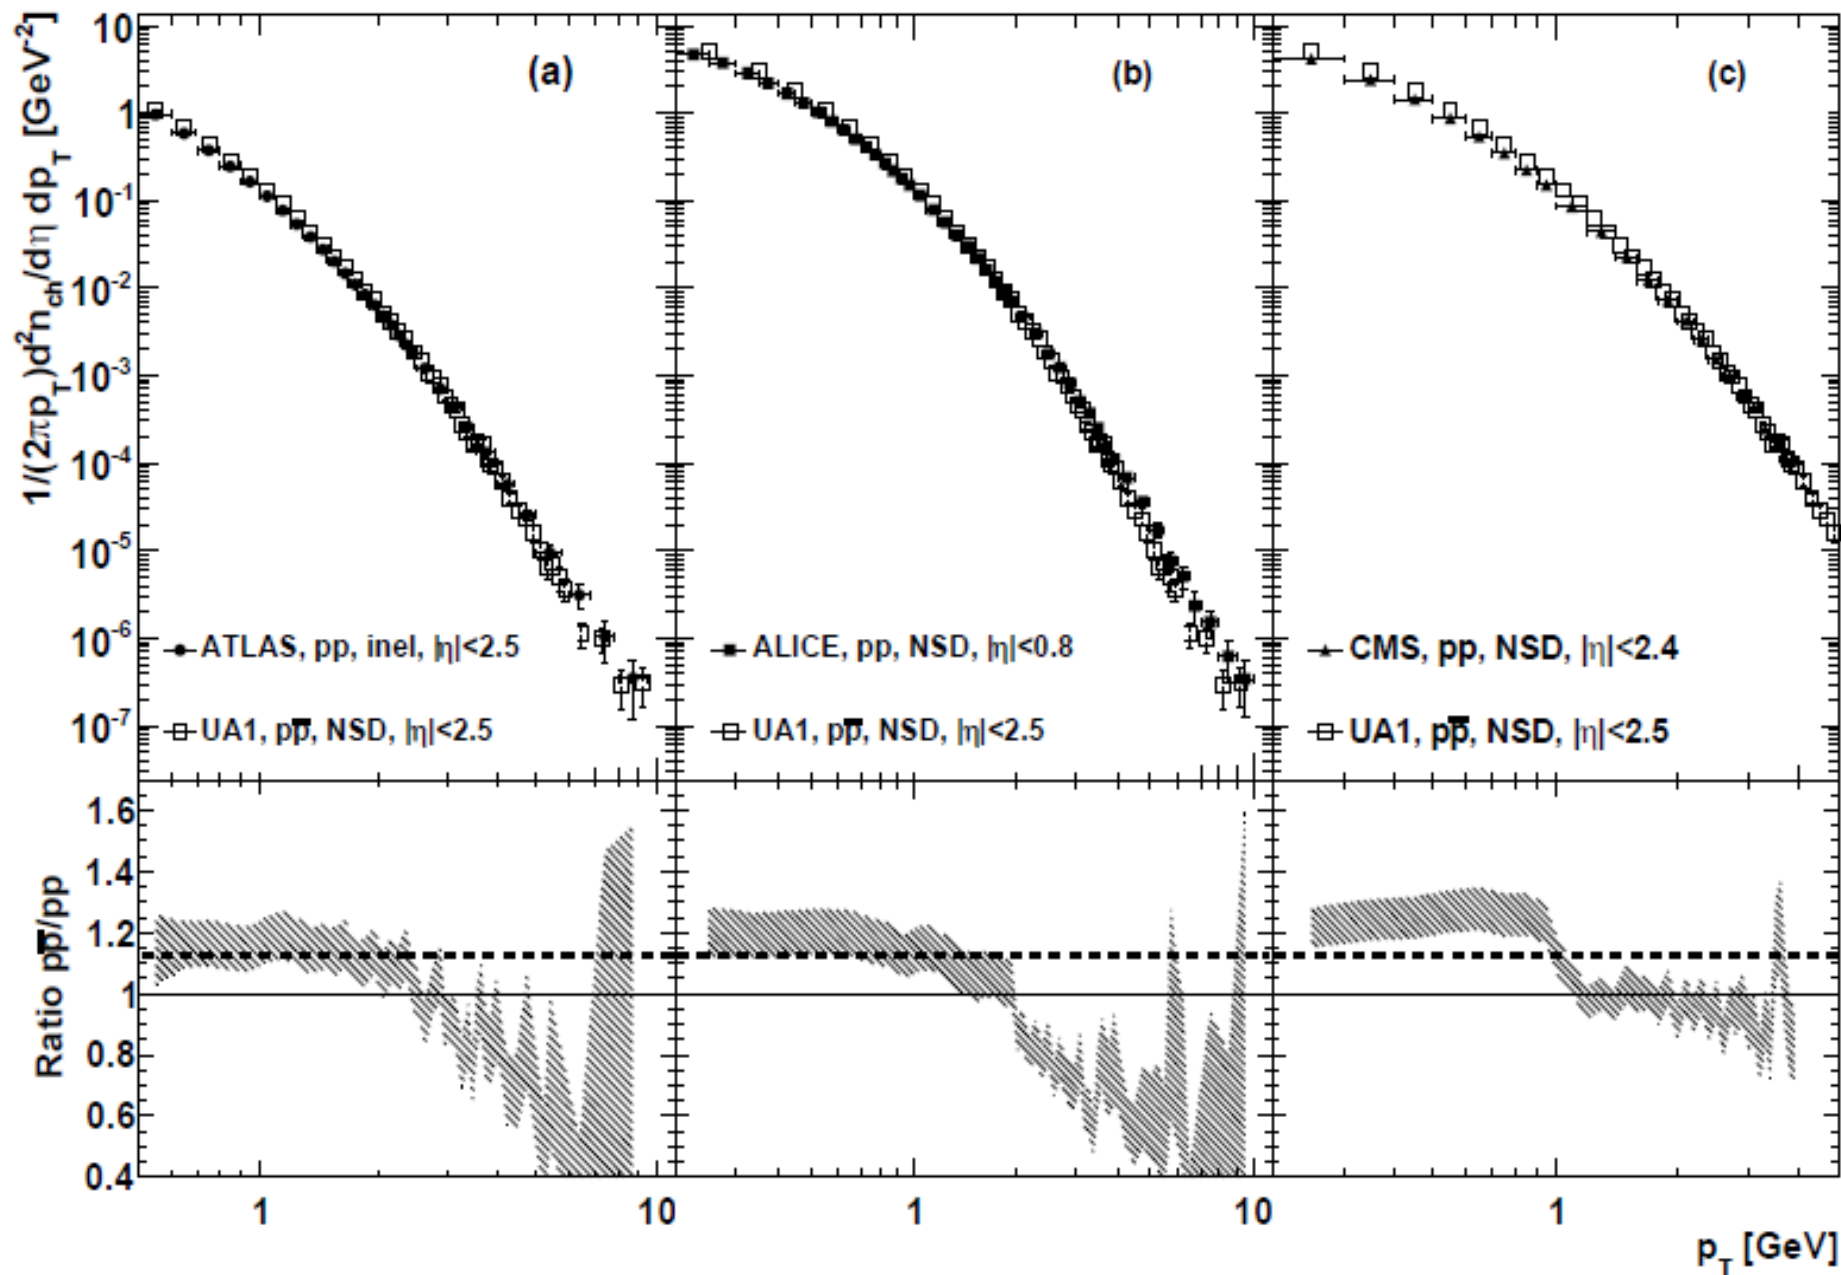 1/(2πp_T)d²n_ch/dη dp_T [GeV⁻²]
10
1
10⁻¹
10⁻²
10⁻³
10⁻⁴
10⁻⁵
10⁻⁶
10⁻⁷
(a)
ATLAS, pp, inel, |η|<2.5
UA1, pp̅, NSD, |η|<2.5
(b)
ALICE, pp, NSD, |η|<0.8
UA1, pp̅, NSD, |η|<2.5
(c)
CMS, pp, NSD, |η|<2.4
UA1, pp̅, NSD, |η|<2.5
Ratio pp̅/pp
1.6
1.4
1.2
1
0.8
0.6
0.4
1 10 1 10 1
p_T [GeV]